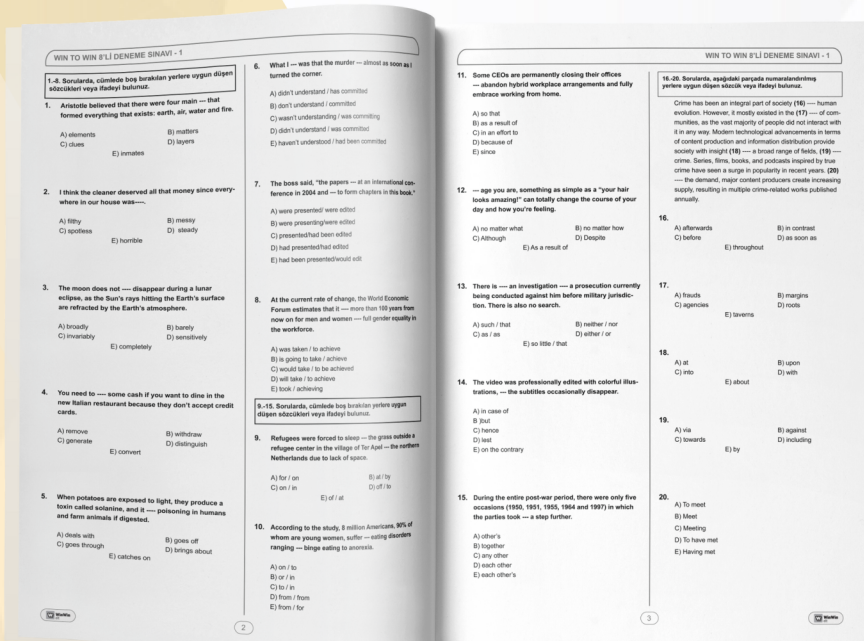 WIN TO WIN 8'Lİ DENEME SINAVI - 1
1.-8. Sorularda, cümlede boş bırakılan yerlere uygun düşen
sözcükleri veya ifadeyi bulunuz.
1. Aristotle believed that there were four main --- that
formed everything that exists: earth, air, water and fire.
A) elements B) matters
C) clues D) layers
E) inmates
2. I think the cleaner deserved all that money since every-
where in our house was----.
A) filthy B) messy
C) spotless D) steady
E) horrible
3. The moon does not ---- disappear during a lunar
eclipse, as the Sun's rays hitting the Earth's surface
are refracted by the Earth's atmosphere.
A) broadly B) barely
C) invariably D) sensitively
E) completely
4. You need to ---- some cash if you want to dine in the
new Italian restaurant because they don't accept credit
cards.
A) remove B) withdraw
C) generate D) distinguish
E) convert
5. When potatoes are exposed to light, they produce a
toxin called solanine, and it ---- poisoning in humans
and farm animals if digested.
A) deals with B) goes off
C) goes through D) brings about
E) catches on
WinWin
2
6. What I --- was that the murder --- almost as soon as I
turned the corner.
A) didn't understand / has committed
B) don't understand / committed
C) wasn't understanding / was committing
D) didn't understand / was committed
E) haven't understood / had been committed
7. The boss said, "the papers --- at an international con-
ference in 2004 and --- to form chapters in this book."
A) were presented/ were edited
B) were presenting/were edited
C) presented/had been edited
D) had presented/had edited
E) had been presented/would edit
8. At the current rate of change, the World Economic
Forum estimates that it ---- more than 100 years from
now on for men and women ---- full gender equality in
the workforce.
A) was taken / to achieve
B) is going to take / achieve
C) would take / to be achieved
D) will take / to achieve
E) took / achieving
9.-15. Sorularda, cümlede boş bırakılan yerlere uygun
düşen sözcükleri veya ifadeyi bulunuz.
9. Refugees were forced to sleep --- the grass outside a
refugee center in the village of Ter Apel --- the northern
Netherlands due to lack of space.
A) for / on B) at / by
C) on / in D) off / to
E) of / at
10. According to the study, 8 million Americans, 90% of
whom are young women, suffer --- eating disorders
ranging --- binge eating to anorexia.
A) on / to
B) or / in
C) to / in
D) from / from
E) from / for
WIN TO WIN 8'Lİ DENEME SINAVI - 1
11. Some CEOs are permanently closing their offices
--- abandon hybrid workplace arrangements and fully
embrace working from home.
A) so that
B) as a result of
C) in an effort to
D) because of
E) since
12. --- age you are, something as simple as a "your hair
looks amazing!" can totally change the course of your
day and how you're feeling.
A) no matter what B) no matter how
C) Although D) Despite
E) As a result of
13. There is ---- an investigation ---- a prosecution currently
being conducted against him before military jurisdic-
tion. There is also no search.
A) such / that B) neither / nor
C) as / as D) either / or
E) so little / that
14. The video was professionally edited with colorful illus-
trations, --- the subtitles occasionally disappear.
A) in case of
B )but
C) hence
D) lest
E) on the contrary
15. During the entire post-war period, there were only five
occasions (1950, 1951, 1955, 1964 and 1997) in which
the parties took --- a step further.
A) other's
B) together
C) any other
D) each other
E) each other's
3
16.-20. Sorularda, aşağıdaki parçada numaralandırılmış
yerlere uygun düşen sözcük veya ifadeyi bulunuz.
Crime has been an integral part of society (16) ---- human
evolution. However, it mostly existed in the (17) ---- of com-
munities, as the vast majority of people did not interact with
it in any way. Modern technological advancements in terms
of content production and information distribution provide
society with insight (18) ---- a broad range of fields, (19) ----
crime. Series, films, books, and podcasts inspired by true
crime have seen a surge in popularity in recent years. (20)
---- the demand, major content producers create increasing
supply, resulting in multiple crime-related works published
annually.
16.
A) afterwards B) in contrast
C) before D) as soon as
E) throughout
17.
A) frauds B) margins
C) agencies D) roots
E) taverns
18.
A) at B) upon
C) into D) with
E) about
19.
A) via B) against
C) towards D) including
E) by
20.
A) To meet
B) Meet
C) Meeting
D) To have met
E) Having met
WinWin